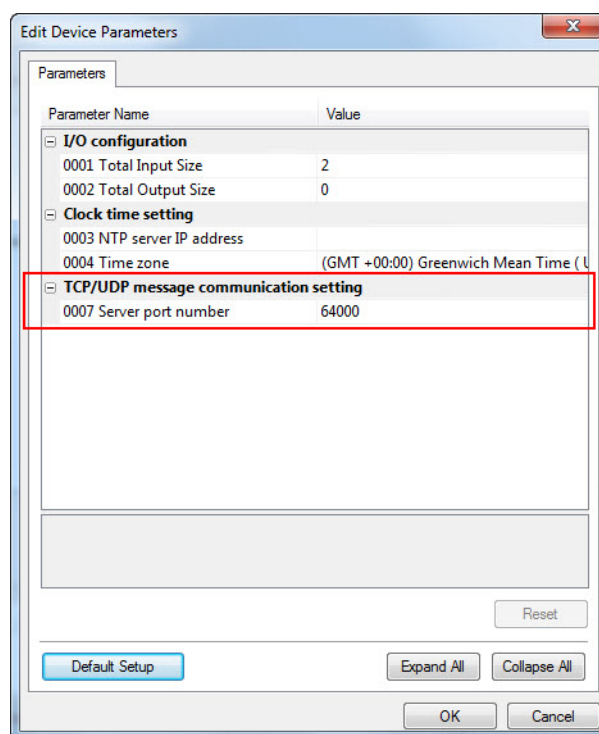 Edit Device Parameters
Parameters
Parameter Name Value
I/O configuration
0001 Total Input Size 2
0002 Total Output Size 0
Clock time setting
0003 NTP server IP address
0004 Time zone (GMT +00:00) Greenwich Mean Time ( U
TCP/UDP message communication setting
0007 Server port number 64000
Reset
Default Setup Expand All Collapse All
OK Cancel